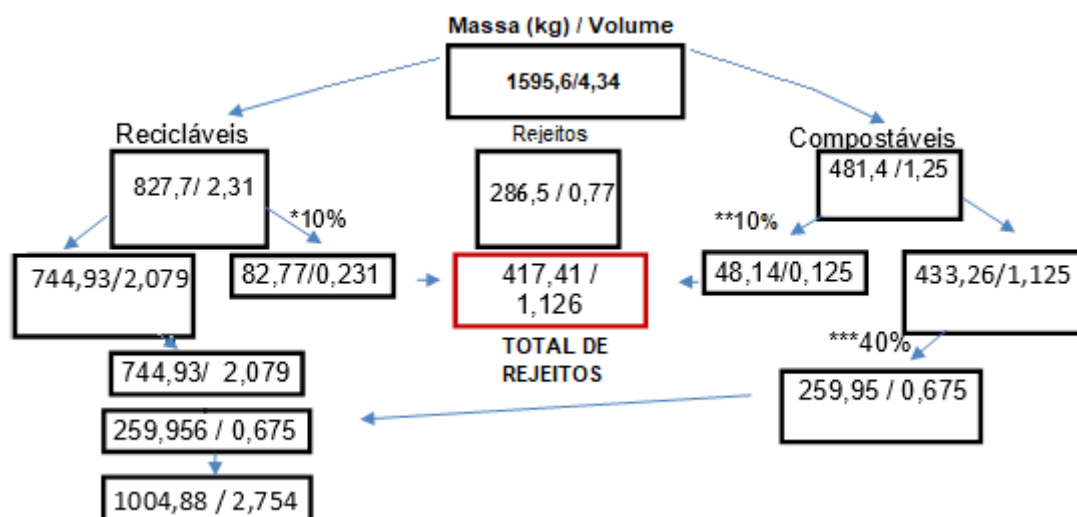 Massa (kg) / Volume
1595,6/4,34
Recicláveis
Rejeitos
Compostáveis
827,7/ 2,31
286,5 / 0,77
481,4 /1,25
*10%
**10%
744,93/2,079
82,77/0,231
417,41 /
1,126
48,14/0,125
433,26/1,125
TOTAL DE
REJEITOS
***40%
744,93/ 2,079
259,95 / 0,675
259,956 / 0,675
1004,88 / 2,754